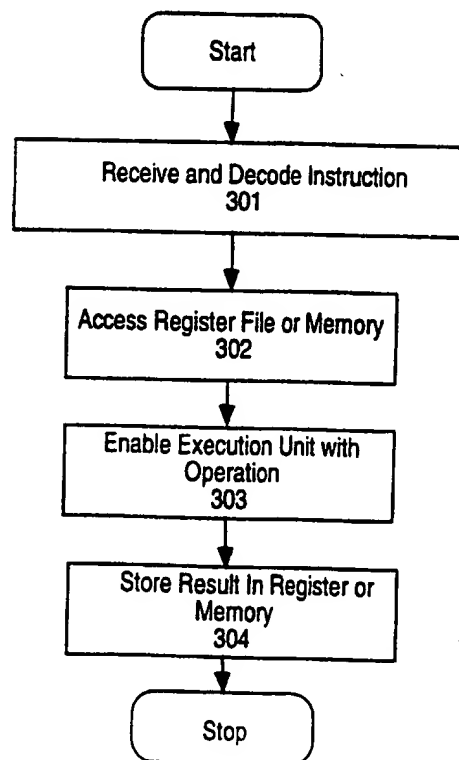 Start
Receive and Decode Instruction
301
Access Register File or Memory
302
Enable Execution Unit with
Operation
303
Store Result In Register or
Memory
304
Stop